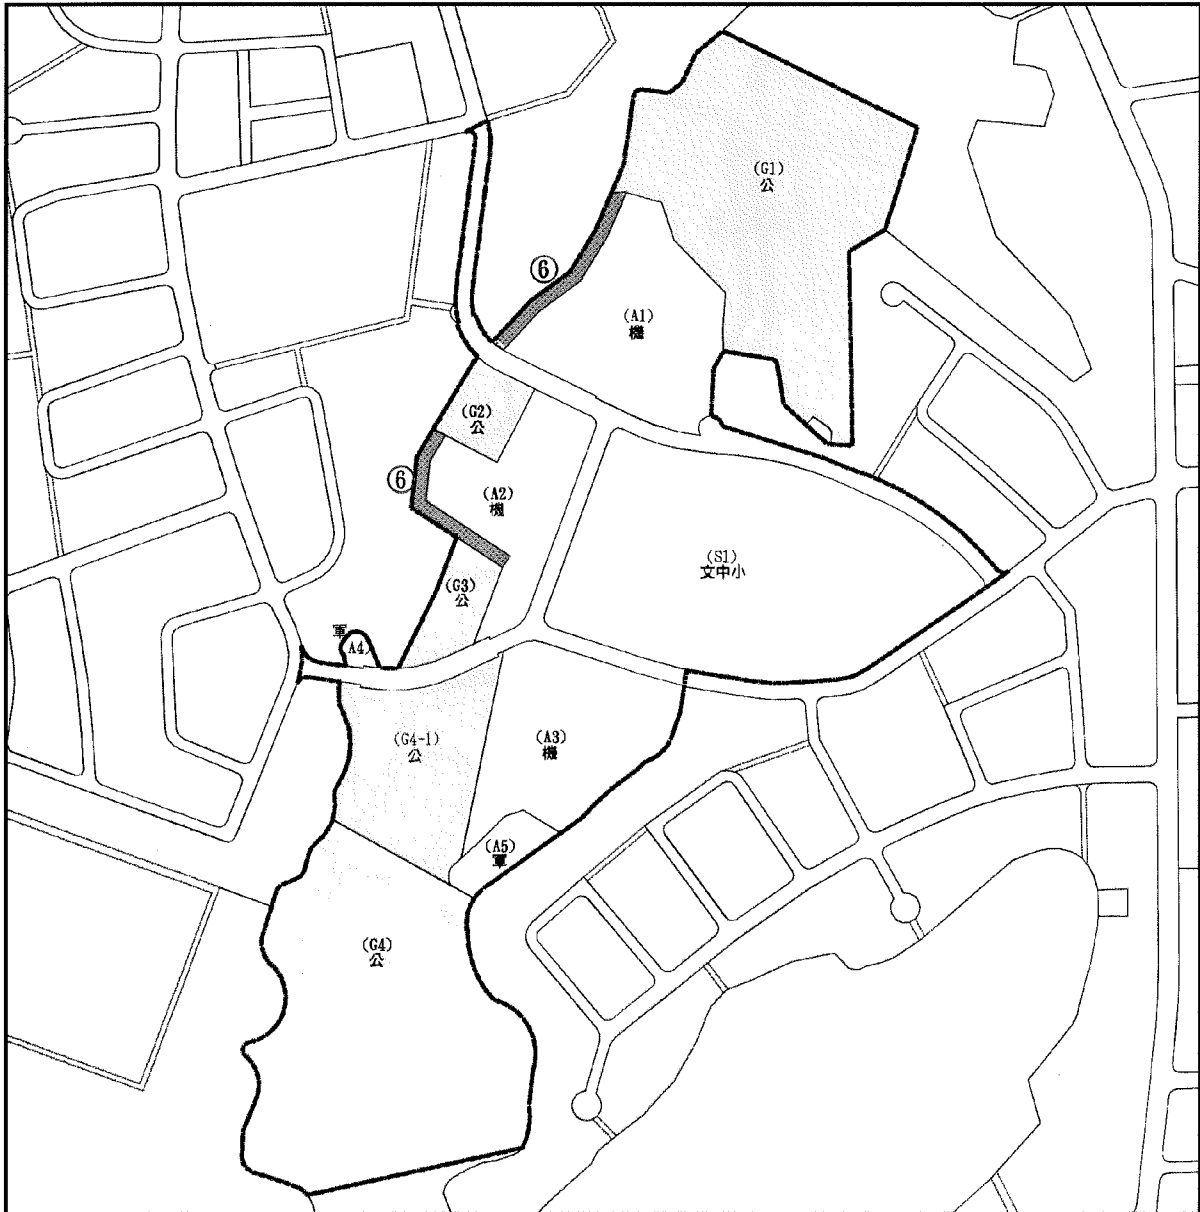 (G1)
公
⑥
(A1)
機
(G2)
公
⑥
(A2)
機
(S1)
文中小
(G3)
公
軍
(A4)
(G4-1)
公
(A3)
機
(A5)
軍
(G4)
公